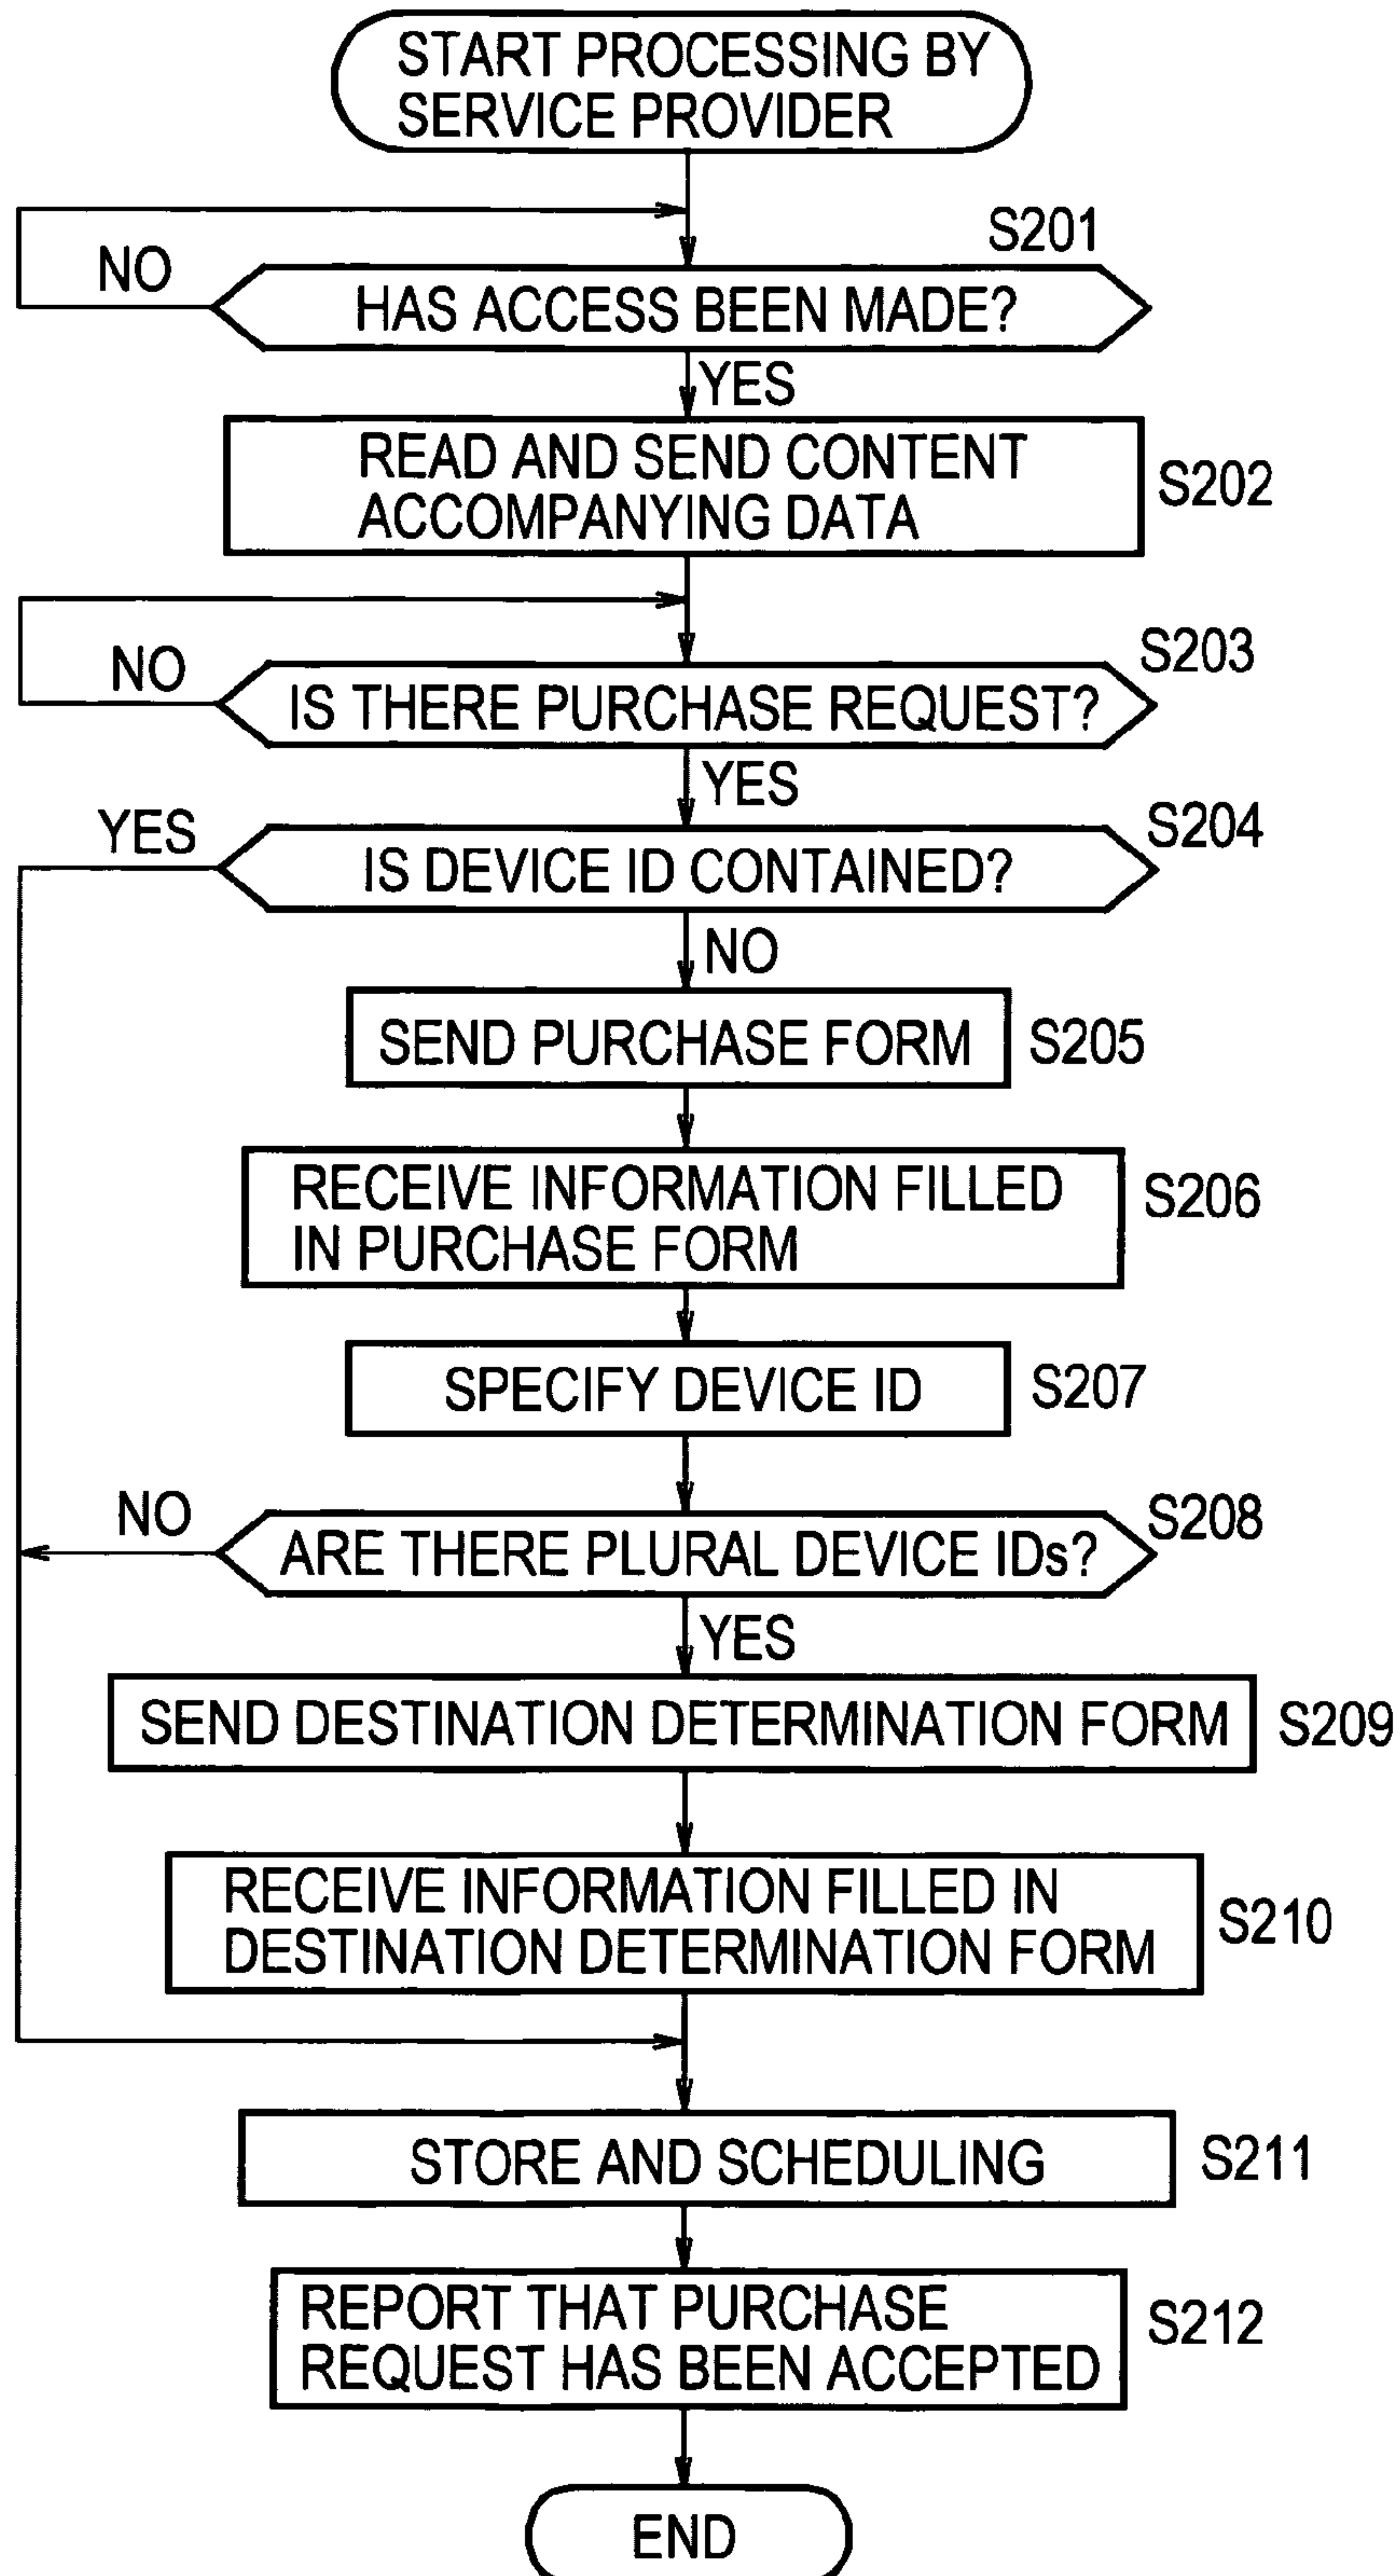 START PROCESSING BY
SERVICE PROVIDER
S201
NO
HAS ACCESS BEEN MADE?
YES
READ AND SEND CONTENT
ACCOMPANYING DATA
S202
S203
NO
IS THERE PURCHASE REQUEST?
YES
YES
S204
IS DEVICE ID CONTAINED?
NO
SEND PURCHASE FORM
S205
RECEIVE INFORMATION FILLED
IN PURCHASE FORM
S206
SPECIFY DEVICE ID
S207
NO
S208
ARE THERE PLURAL DEVICE IDs?
YES
SEND DESTINATION DETERMINATION FORM
S209
RECEIVE INFORMATION FILLED IN
DESTINATION DETERMINATION FORM
S210
STORE AND SCHEDULING
S211
REPORT THAT PURCHASE
REQUEST HAS BEEN ACCEPTED
S212
END